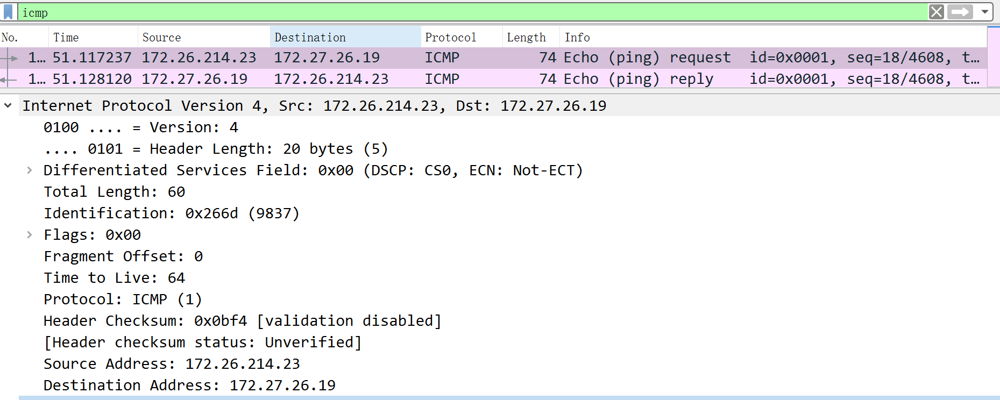 icmp
No. Time Source Destination Protocol Length Info
1… 51.117237 172.26.214.23 172.27.26.19 ICMP 74 Echo (ping) request id=0x0001, seq=18/4608, t…
1… 51.128120 172.27.26.19 172.26.214.23 ICMP 74 Echo (ping) reply id=0x0001, seq=18/4608, t…
Internet Protocol Version 4, Src: 172.26.214.23, Dst: 172.27.26.19
0100 .... = Version: 4
.... 0101 = Header Length: 20 bytes (5)
Differentiated Services Field: 0x00 (DSCP: CS0, ECN: Not-ECT)
Total Length: 60
Identification: 0x266d (9837)
Flags: 0x00
Fragment Offset: 0
Time to Live: 64
Protocol: ICMP (1)
Header Checksum: 0x0bf4 [validation disabled]
[Header checksum status: Unverified]
Source Address: 172.26.214.23
Destination Address: 172.27.26.19